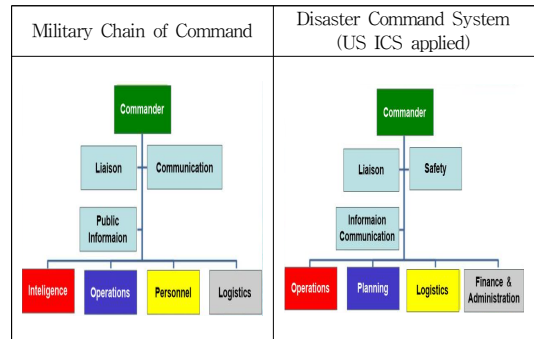 Military Chain of Command
Disaster Command System
(US ICS applied)
Commander
Liaison
Communication
Public
Informaion
Inteligence
Operations
Personnel
Logistics
Commander
Liaison
Safety
Informaion
Communication
Operations
Planning
Logistics
Finance &
Administration